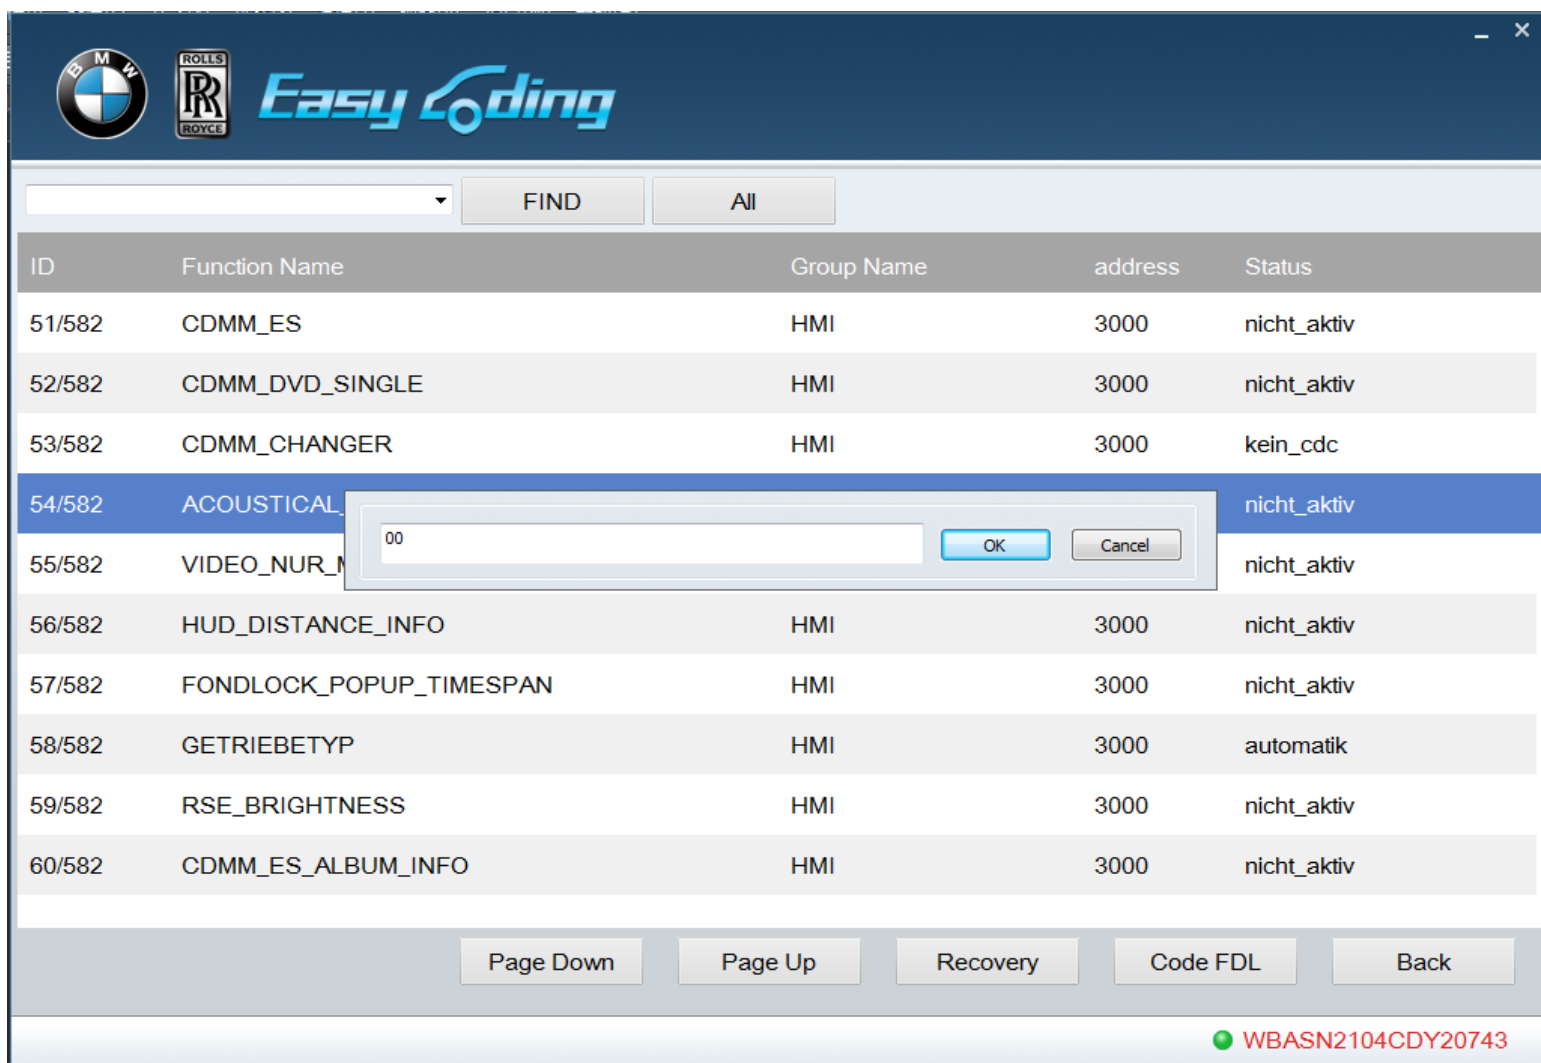 BMW
ROLLS
RR
ROYCE
Easy Coding
FIND
All
ID Function Name Group Name address Status
51/582 CDMM_ES HMI 3000 nicht_aktiv
52/582 CDMM_DVD_SINGLE HMI 3000 nicht_aktiv
53/582 CDMM_CHANGER HMI 3000 kein_cdc
54/582 ACOUSTICAL_ nicht_aktiv
00 OK Cancel
55/582 VIDEO_NUR_ nicht_aktiv
56/582 HUD_DISTANCE_INFO HMI 3000 nicht_aktiv
57/582 FONDLOCK_POPUP_TIMESPAN HMI 3000 nicht_aktiv
58/582 GETRIEBETYP HMI 3000 automatik
59/582 RSE_BRIGHTNESS HMI 3000 nicht_aktiv
60/582 CDMM_ES_ALBUM_INFO HMI 3000 nicht_aktiv
Page Down Page Up Recovery Code FDL Back
WBASN2104CDY20743